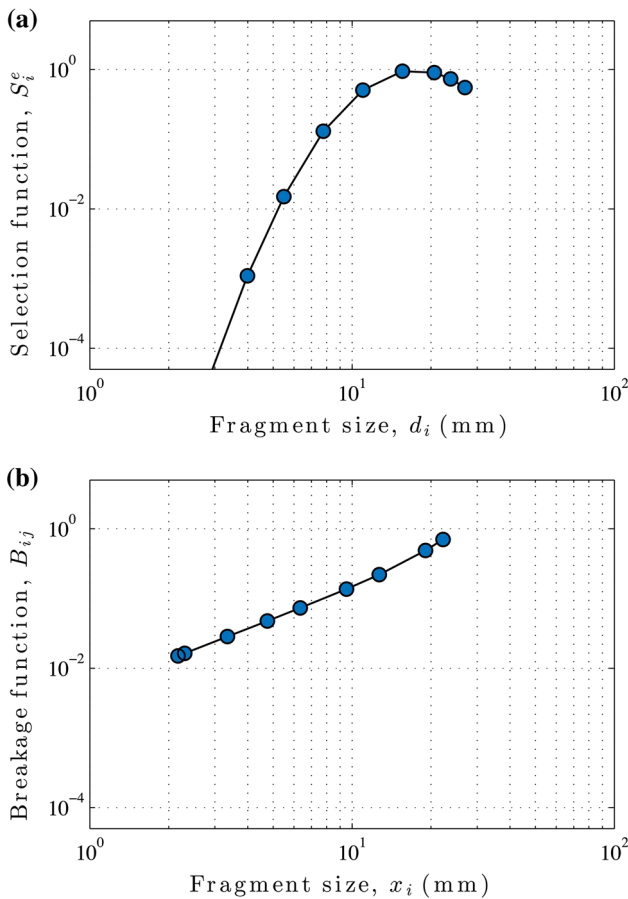 (a)
Selection function, S_i^e
10^0
10^-2
10^-4
10^0 10^1 10^2
Fragment size, d_i (mm)
(b)
Breakage function, B_ij
10^0
10^-2
10^-4
10^0 10^1 10^2
Fragment size, x_i (mm)